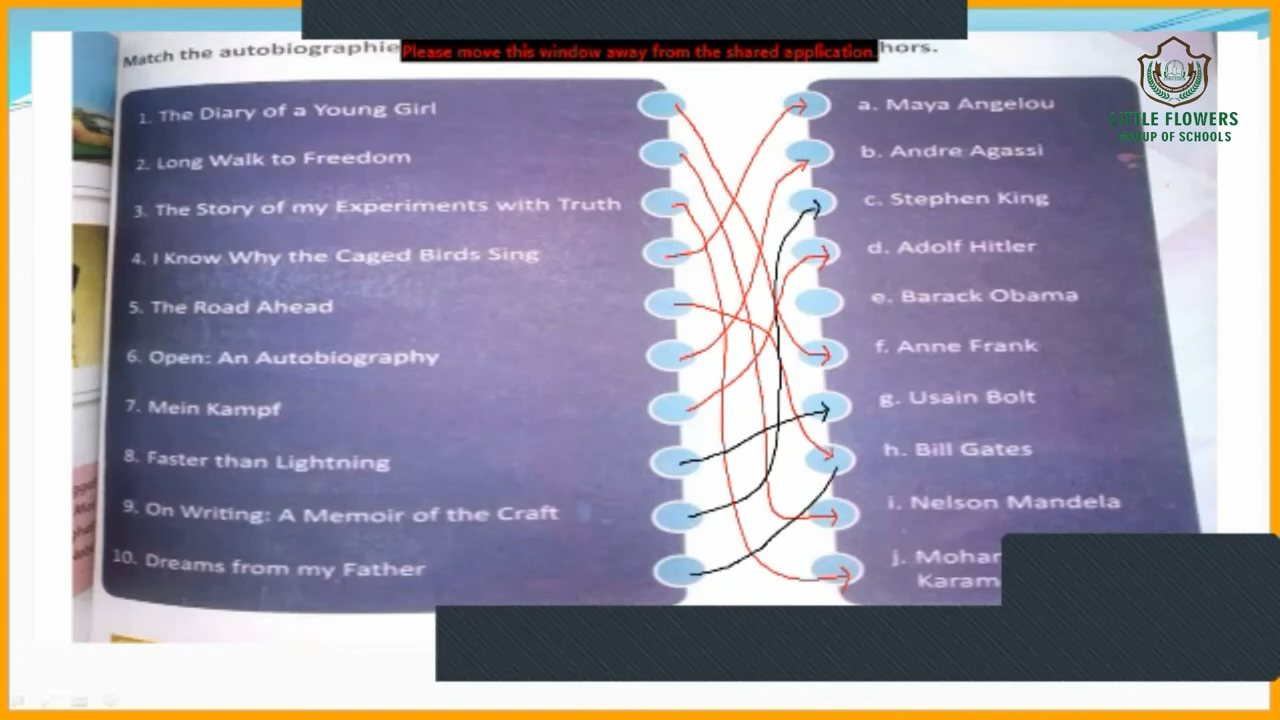 Match the autobiographie
Please move this window away from the shared application.
hors.
LITTLE FLOWERS
GROUP OF SCHOOLS
1. The Diary of a Young Girl
2. Long Walk to Freedom
3. The Story of my Experiments with Truth
4. I Know Why the Caged Birds Sing
5. The Road Ahead
6. Open: An Autobiography
7. Mein Kampf
8. Faster than Lightning
9. On Writing: A Memoir of the Craft
10. Dreams from my Father
a. Maya Angelou
b. Andre Agassi
c. Stephen King
d. Adolf Hitler
e. Barack Obama
f. Anne Frank
g. Usain Bolt
h. Bill Gates
i. Nelson Mandela
j. Mohan
Karam